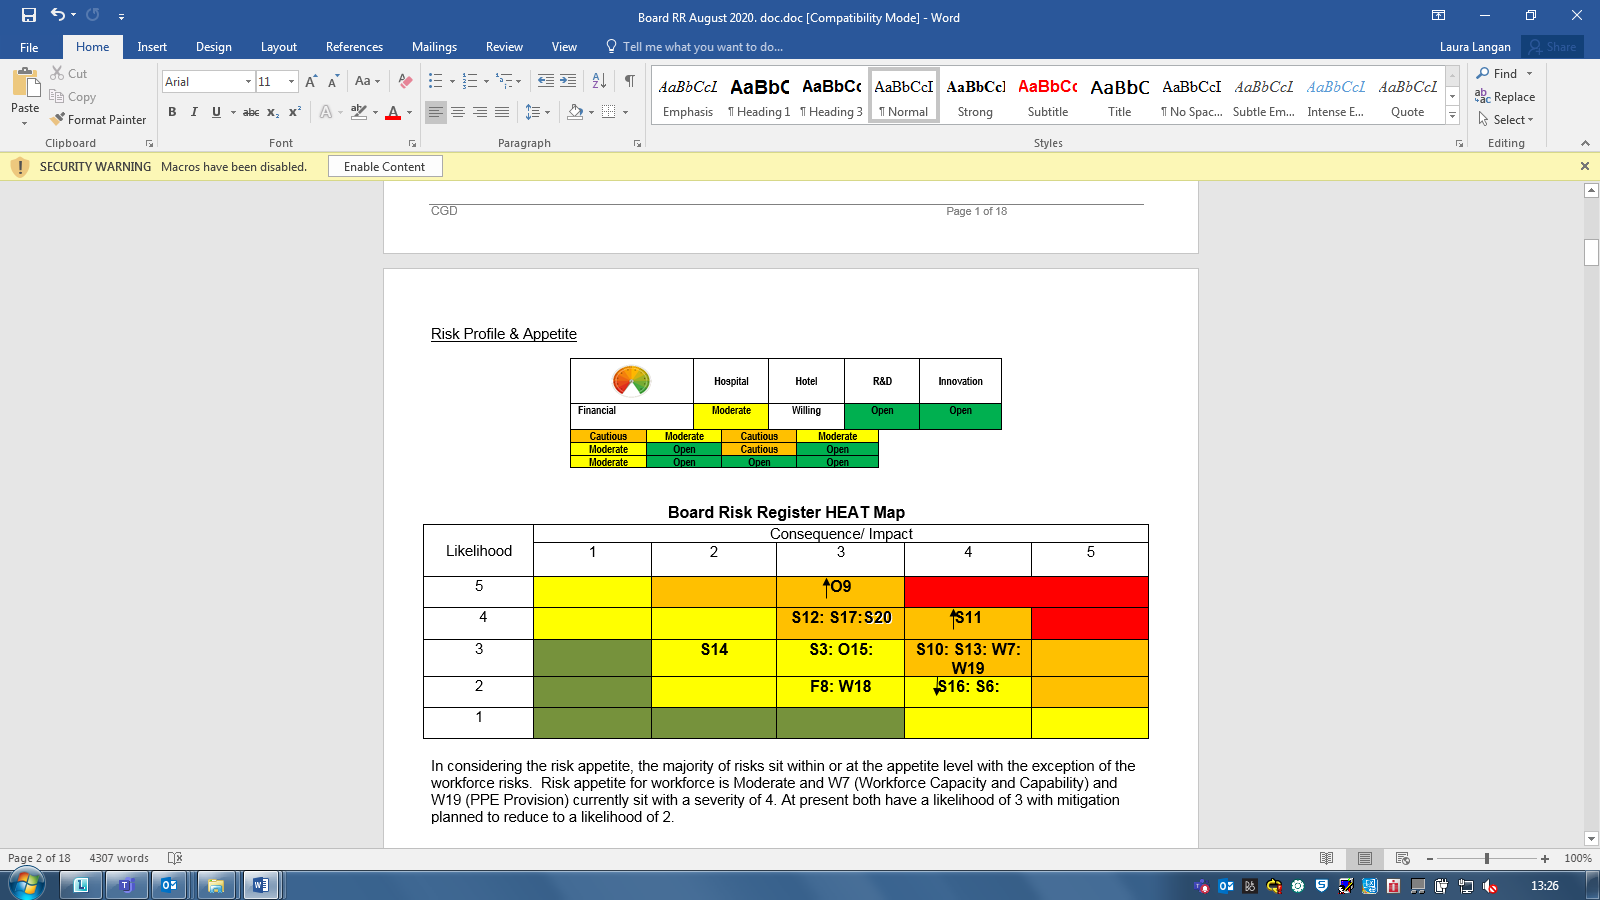 Board RR August 2020. doc.doc [Compatibility Mode] - Word
File Home Insert Design Layout References Mailings Review View Tell me what you want to do... Laura Langan Share
Paste
Cut
Copy
Format Painter
Clipboard
Arial 11
Font
Paragraph
AaBbCcI AaBbC AaBbCc AaBbCcI AaBbCcI AaBbCc AaBbC AaBbCcI AaBbCcI AaBbCcI AaBbCcI
Emphasis ¶ Heading 1 ¶ Heading 3 ¶ Normal Strong Subtitle Title ¶ No Spac... Subtle Em... Intense E... Quote
Styles
Find
Replace
Select
Editing
SECURITY WARNING Macros have been disabled. Enable Content
CGD Page 1 of 18
Risk Profile & Appetite
Hospital Hotel R&D Innovation
Financial Moderate Willing Open Open
Cautious Moderate Cautious Moderate
Moderate Open Cautious Open
Moderate Open Open Open
Board Risk Register HEAT Map
Likelihood Consequence/ Impact
1 2 3 4 5
5 O9
4 S12: S17:S20 S11
3 S14 S3: O15: S10: S13: W7:
W19
2 F8: W18 S16: S6:
1
In considering the risk appetite, the majority of risks sit within or at the appetite level with the exception of the
workforce risks. Risk appetite for workforce is Moderate and W7 (Workforce Capacity and Capability) and
W19 (PPE Provision) currently sit with a severity of 4. At present both have a likelihood of 3 with mitigation
planned to reduce to a likelihood of 2.
Page 2 of 18 4307 words 100%
13:26